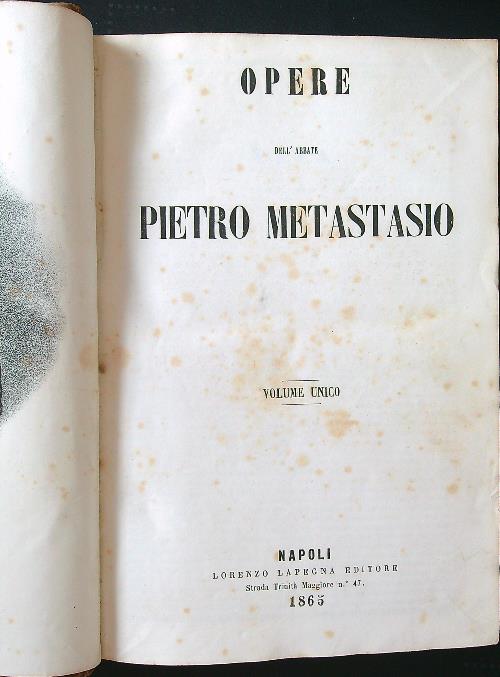 OPERE
DELL' ABBATE
PIETRO METASTASIO
VOLUME UNICO
NAPOLI
LORENZO LAPEGNA EDITORE
Strada Trinità Maggiore n.° 47.
1865